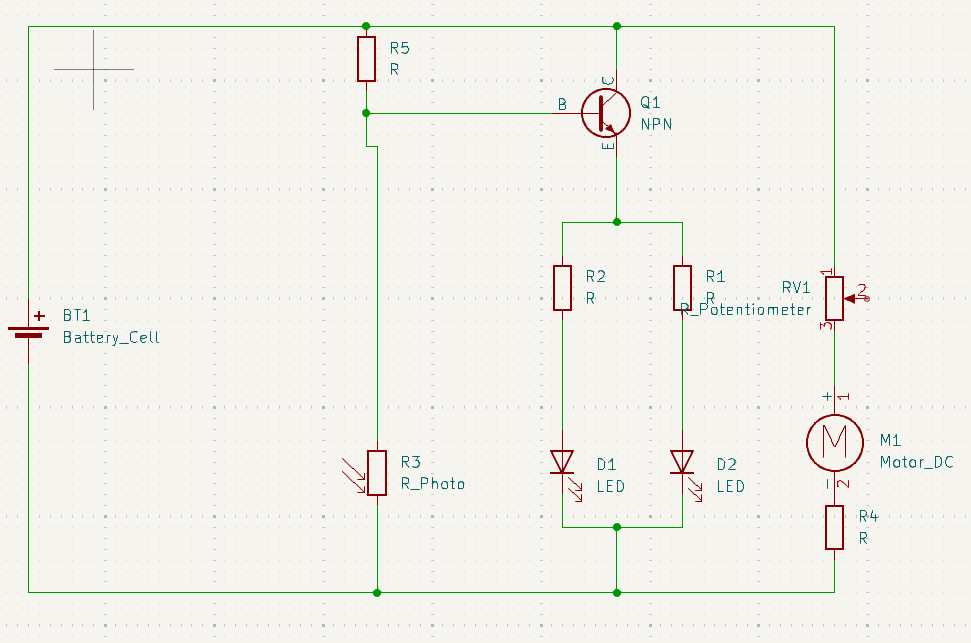 R5
R
C
B
Q1
NPN
E
R2
R
R1
R
RV1
R_Potentiometer
1
2
3
+
BT1
Battery_Cell
+
1
M
M1
Motor_DC
-
2
R3
R_Photo
D1
LED
D2
LED
R4
R